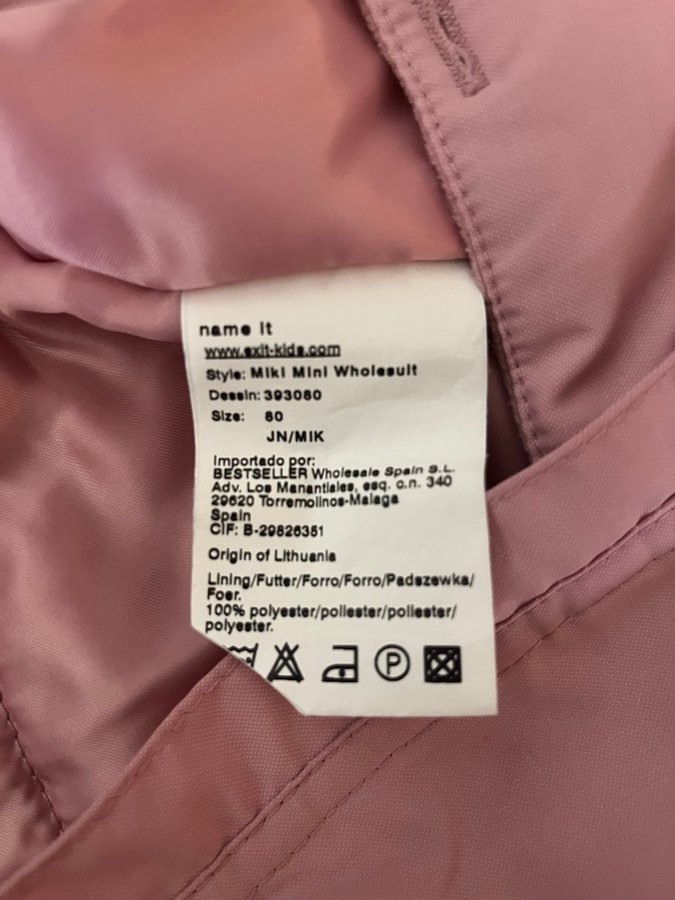 name it
www.exit-kids.com
Style: Miki Mini Wholesuit
Dessin: 393080
Size: 80
JN/MIK
Importado por:
BESTSELLER Wholesale Spain S.L.
Adv. Los Manantiales, esq. c.n. 340
29620 Torremolinos-Malaga
Spain
CIF: B-29826351
Origin of Lithuania
Lining/Futter/Forro/Forro/Padszewka/
Foer.
100% polyester/poliester/poliester/
polyester.
P